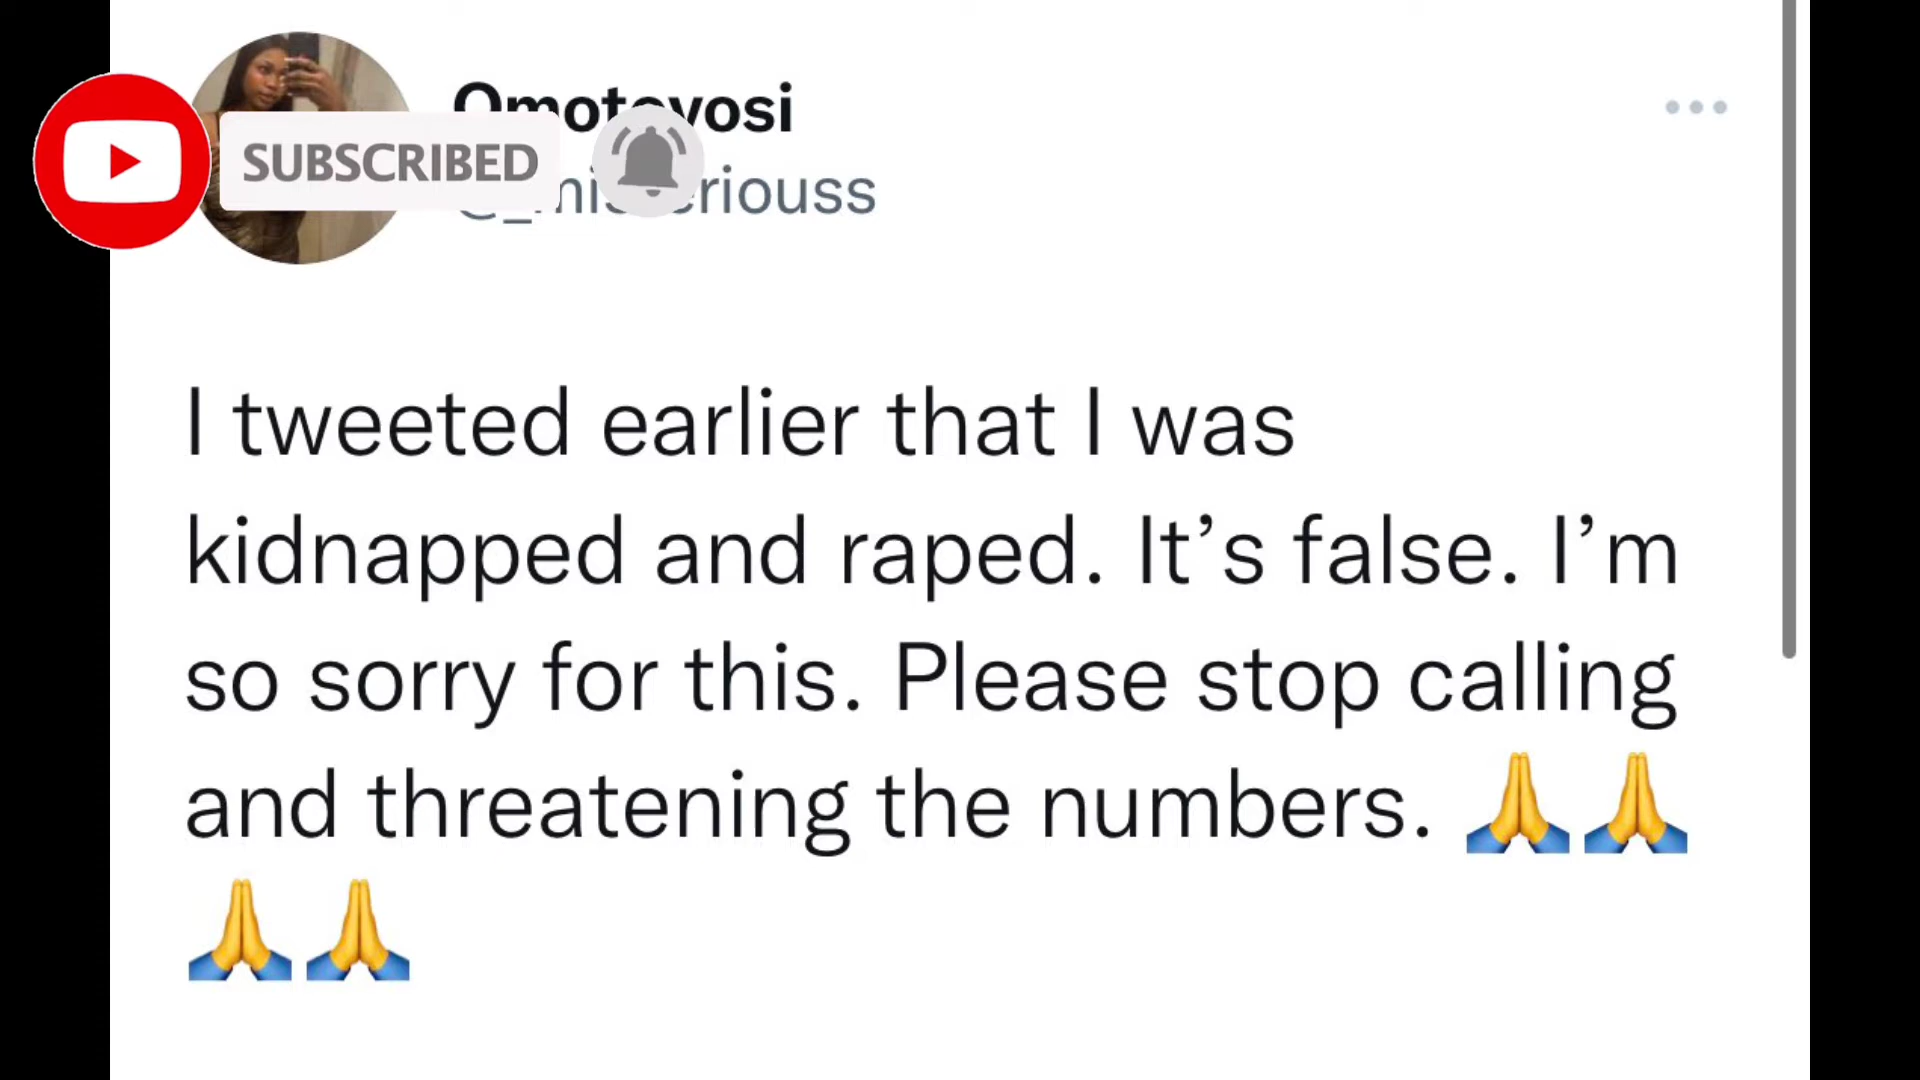 SUBSCRIBED
I tweeted earlier that I was
kidnapped and raped. It’s false. I’m
so sorry for this. Please stop calling
and threatening the numbers. 🙏🙏
🙏🙏